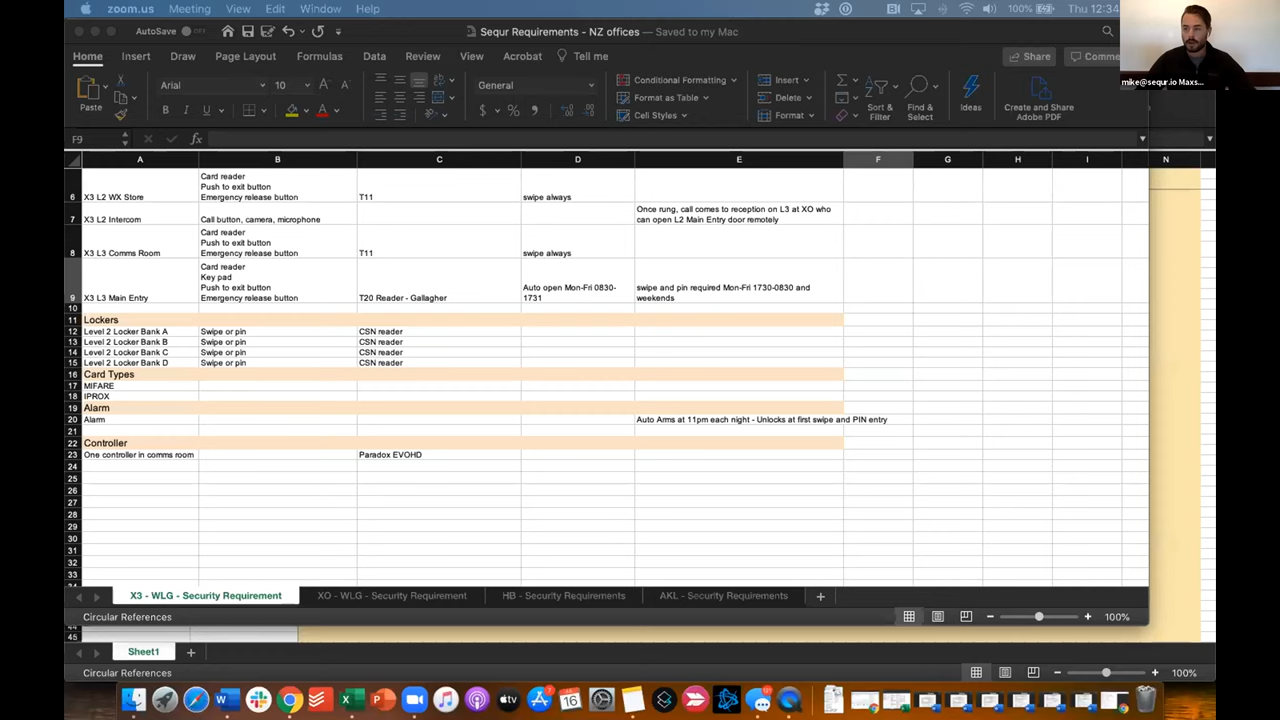 zoom.us Meeting View Edit Window Help 100% Thu 12:34
AutoSave OFF Sequr Requirements - NZ offices — Saved to my Mac
Home Insert Draw Page Layout Formulas Data Review View Acrobat Tell me Share Comme
mike@sequr.io Maxs...
Paste
Arial 10 A A
B I U A
General
$ %
Conditional Formatting
Format as Table
Cell Styles
Insert
Delete
Format
Sort & Filter
Find & Select
Ideas
Create and Share Adobe PDF
F9 fx
A B C D E F G H I N
6 X3 L2 WX Store Card reader
Push to exit button
Emergency release button T11 swipe always
7 X3 L2 Intercom Call button, camera, microphone Once rung, call comes to reception on L3 at XO who
can open L2 Main Entry door remotely
8 X3 L3 Comms Room Card reader
Push to exit button
Emergency release button T11 swipe always
9 X3 L3 Main Entry Card reader
Key pad
Push to exit button
Emergency release button T20 Reader - Gallagher Auto open Mon-Fri 0830-
1731 swipe and pin required Mon-Fri 1730-0830 and
weekends
10
11 Lockers
12 Level 2 Locker Bank A Swipe or pin CSN reader
13 Level 2 Locker Bank B Swipe or pin CSN reader
14 Level 2 Locker Bank C Swipe or pin CSN reader
15 Level 2 Locker Bank D Swipe or pin CSN reader
16 Card Types
17 MIFARE
18 IPROX
19 Alarm
20 Alarm Auto Arms at 11pm each night - Unlocks at first swipe and PIN entry
21
22 Controller
23 One controller in comms room Paradox EVOHD
24
25
26
27
28
29
30
31
32
33
X3 - WLG - Security Requirement XO - WLG - Security Requirement HB - Security Requirements AKL - Security Requirements +
Circular References 100%
45
Sheet1 +
Circular References 100%